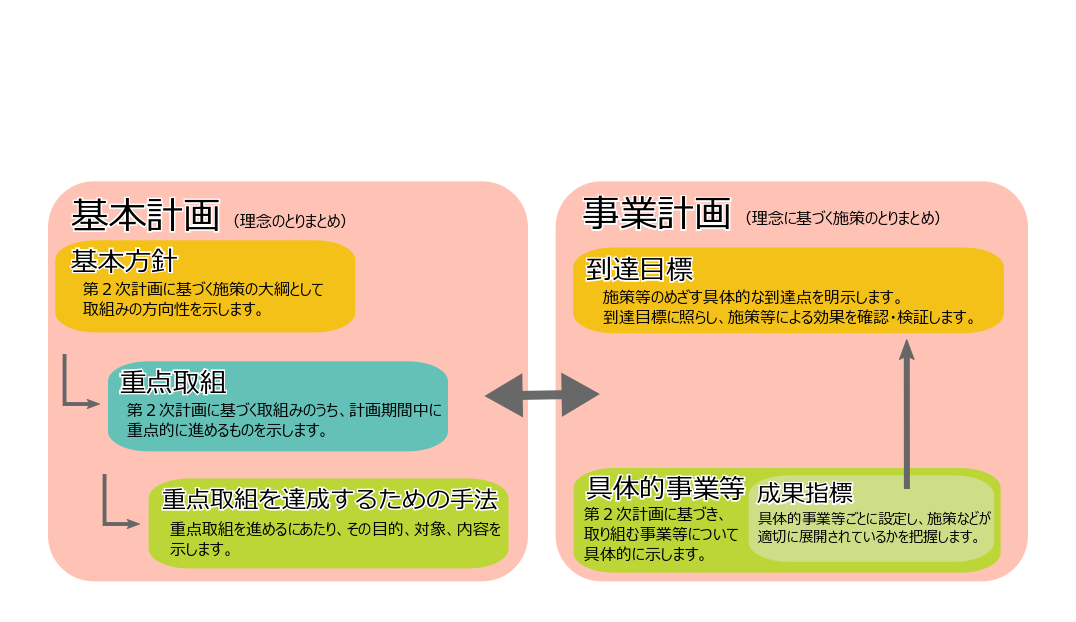 基本計画（理念のとりまとめ）
基本方針
第２次計画に基づく施策の大綱として
取組みの方向性を示します。
重点取組
第２次計画に基づく取組みのうち、計画期間中に
重点的に進めるものを示します。
重点取組を達成するための手法
重点取組を進めるにあたり、その目的、対象、内容を
示します。
事業計画（理念に基づく施策のとりまとめ）
到達目標
施策等のめざす具体的な到達点を明示します。
到達目標に照らし、施策等による効果を確認・検証します。
具体的事業等
第２次計画に基づき、
取り組む事業等について
具体的に示します。
成果指標
具体的事業等ごとに設定し、施策などが
適切に展開されているかを把握します。